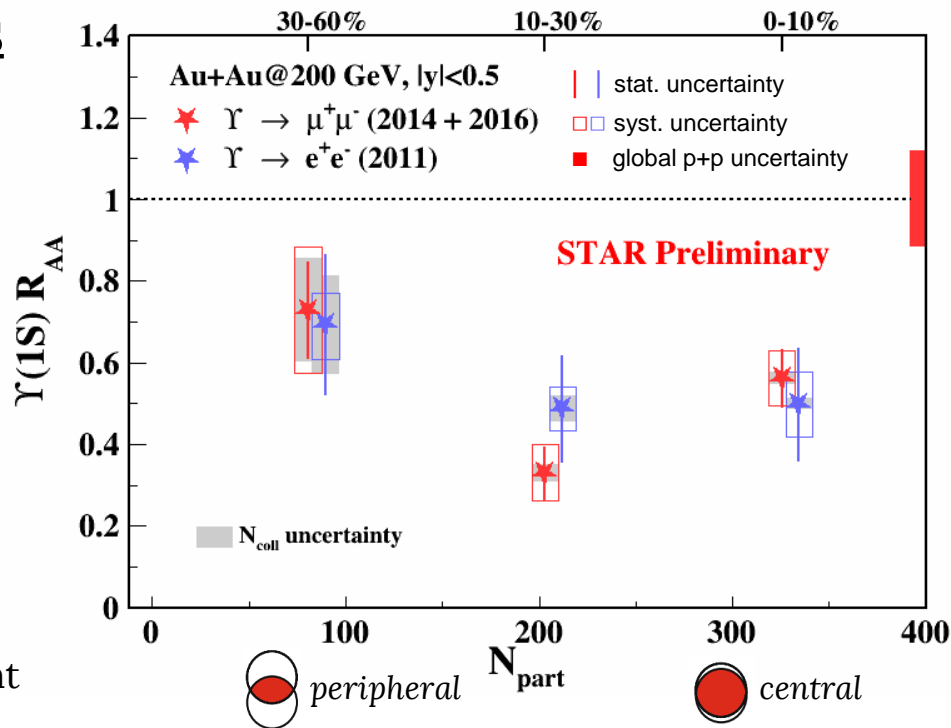 30-60% 10-30% 0-10%
1.4
Au+Au@200 GeV, |y|<0.5
ϒ → μ⁺μ⁻ (2014 + 2016)
ϒ → e⁺e⁻ (2011)
stat. uncertainty
syst. uncertainty
global p+p uncertainty
1.2
1
STAR Preliminary
0.8
0.6
0.4
0.2
0
ϒ(1S) R_AA
N_coll uncertainty
0 100 200 300 400
N_part
peripheral
central